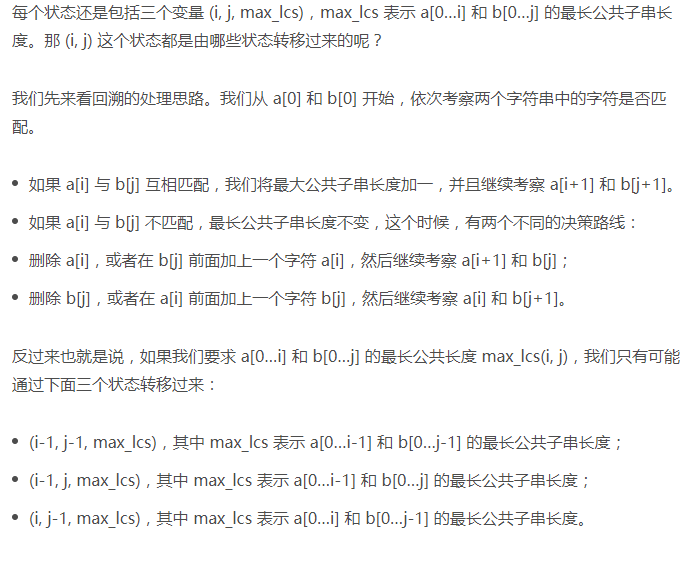 每个状态还是包括三个变量 (i, j, max_lcs)，max_lcs 表示 a[0...i] 和 b[0...j] 的最长公共子串长
度。那 (i, j) 这个状态都是由哪些状态转移过来的呢？
我们先来看回溯的处理思路。我们从 a[0] 和 b[0] 开始，依次考察两个字符串中的字符是否匹
配。
• 如果 a[i] 与 b[j] 互相匹配，我们将最大公共子串长度加一，并且继续考察 a[i+1] 和 b[j+1]。
• 如果 a[i] 与 b[j] 不匹配，最长公共子串长度不变，这个时候，有两个不同的决策路线：
• 删除 a[i]，或者在 b[j] 前面加上一个字符 a[i]，然后继续考察 a[i+1] 和 b[j]；
• 删除 b[j]，或者在 a[i] 前面加上一个字符 b[j]，然后继续考察 a[i] 和 b[j+1]。
反过来也就是说，如果我们要求 a[0...i] 和 b[0...j] 的最长公共长度 max_lcs(i, j)，我们只有可能
通过下面三个状态转移过来：
• (i-1, j-1, max_lcs)，其中 max_lcs 表示 a[0...i-1] 和 b[0...j-1] 的最长公共子串长度；
• (i-1, j, max_lcs)，其中 max_lcs 表示 a[0...i-1] 和 b[0...j] 的最长公共子串长度；
• (i, j-1, max_lcs)，其中 max_lcs 表示 a[0...i] 和 b[0...j-1] 的最长公共子串长度。